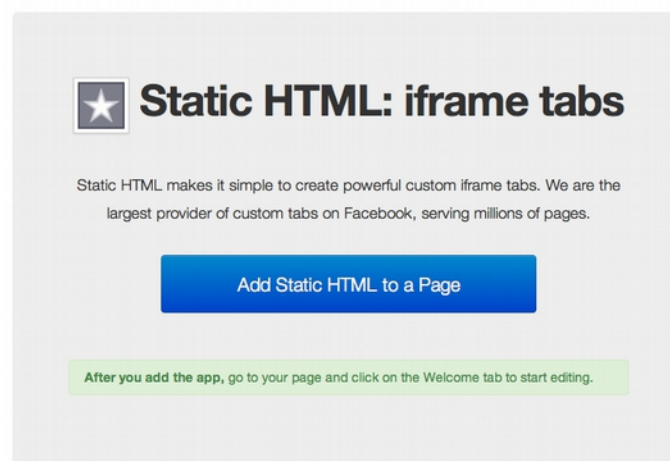 Static HTML: iframe tabs
Static HTML makes it simple to create powerful custom iframe tabs. We are the
largest provider of custom tabs on Facebook, serving millions of pages.
Add Static HTML to a Page
After you add the app, go to your page and click on the Welcome tab to start editing.